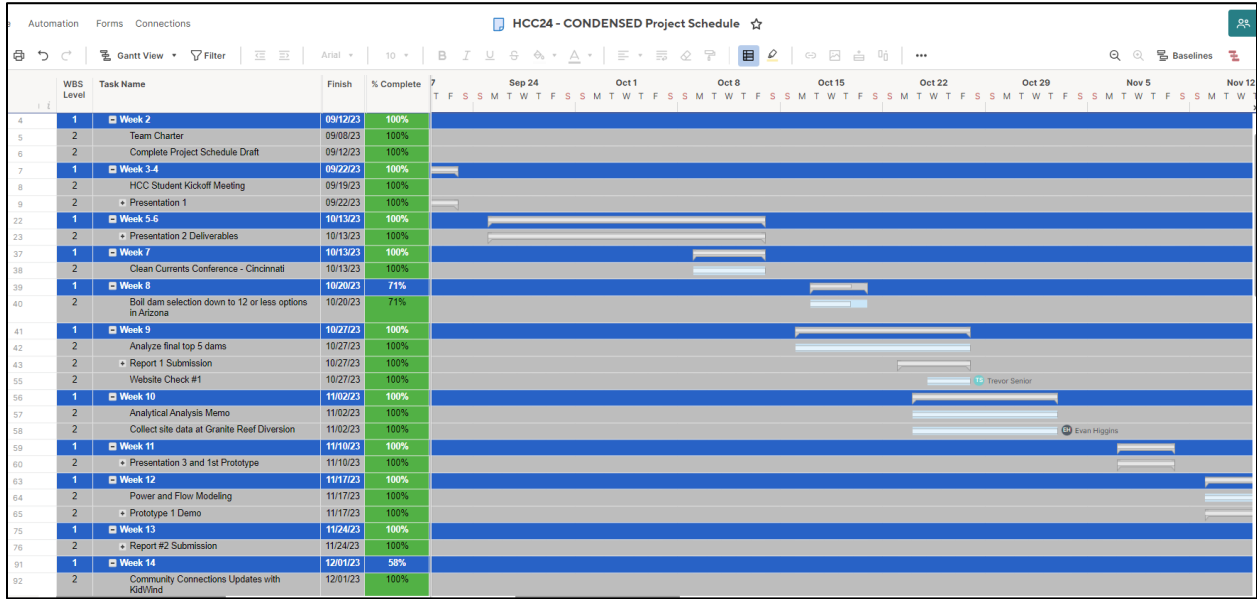 e Automation Forms Connections HCC24 - CONDENSED Project Schedule
Gantt View Filter Arial 10 B I U S A Baselines
WBS Level Task Name Finish % Complete
7 Sep 24 Oct 1 Oct 8 Oct 15 Oct 22 Oct 29 Nov 5 Nov 12
T F S S M T W T F S S M T W T F S S M T W T F S S M T W T F S S M T W T F S S M T W T F S S M T W T F S S M T W
4 1 Week 2 09/12/23 100%
5 2 Team Charter 09/08/23 100%
6 2 Complete Project Schedule Draft 09/12/23 100%
7 1 Week 3-4 09/22/23 100%
8 2 HCC Student Kickoff Meeting 09/19/23 100%
9 2 Presentation 1 09/22/23 100%
22 1 Week 5-6 10/13/23 100%
23 2 Presentation 2 Deliverables 10/13/23 100%
37 1 Week 7 10/13/23 100%
38 2 Clean Currents Conference - Cincinnati 10/13/23 100%
39 1 Week 8 10/20/23 71%
40 2 Boil dam selection down to 12 or less options 10/20/23 71%
in Arizona
41 1 Week 9 10/27/23 100%
42 2 Analyze final top 5 dams 10/27/23 100%
43 2 Report 1 Submission 10/27/23 100%
55 2 Website Check #1 10/27/23 100% TS Trevor Senior
56 1 Week 10 11/02/23 100%
57 2 Analytical Analysis Memo 11/02/23 100%
58 2 Collect site data at Granite Reef Diversion 11/02/23 100% EH Evan Higgins
59 1 Week 11 11/10/23 100%
60 2 Presentation 3 and 1st Prototype 11/10/23 100%
63 1 Week 12 11/17/23 100%
64 2 Power and Flow Modeling 11/17/23 100%
65 2 Prototype 1 Demo 11/17/23 100%
75 1 Week 13 11/24/23 100%
76 2 Report #2 Submission 11/24/23 100%
91 1 Week 14 12/01/23 58%
92 2 Community Connections Updates with 12/01/23 100%
KidWind